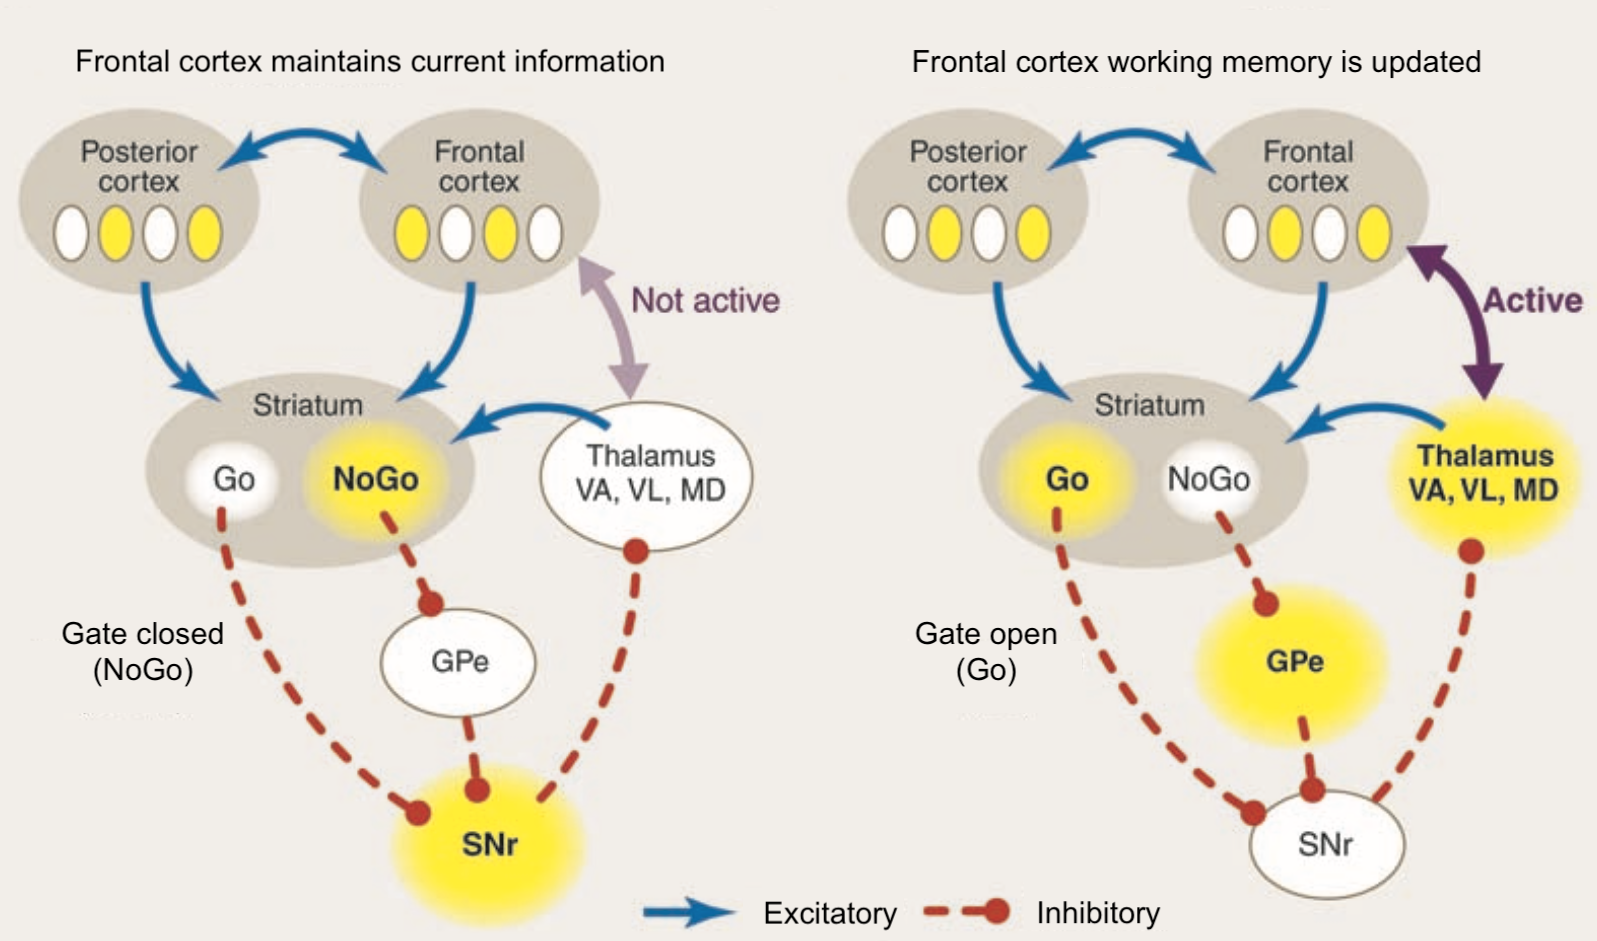 Frontal cortex maintains current information
Posterior
cortex
Frontal
cortex
Not active
Striatum
Go
NoGo
Thalamus
VA, VL, MD
Gate closed
(NoGo)
GPe
SNr
Frontal cortex working memory is updated
Posterior
cortex
Frontal
cortex
Active
Striatum
Go
NoGo
Thalamus
VA, VL, MD
Gate open
(Go)
GPe
SNr
Excitatory
Inhibitory